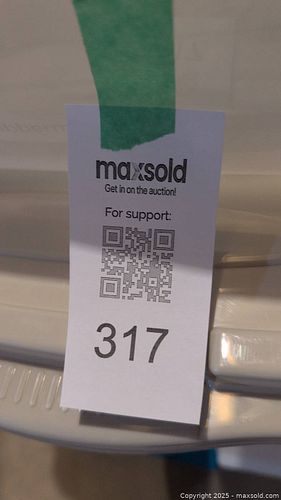 maxsold
Get in on the auction!
For support:
317
Copyright © 2025 - maxsold.com